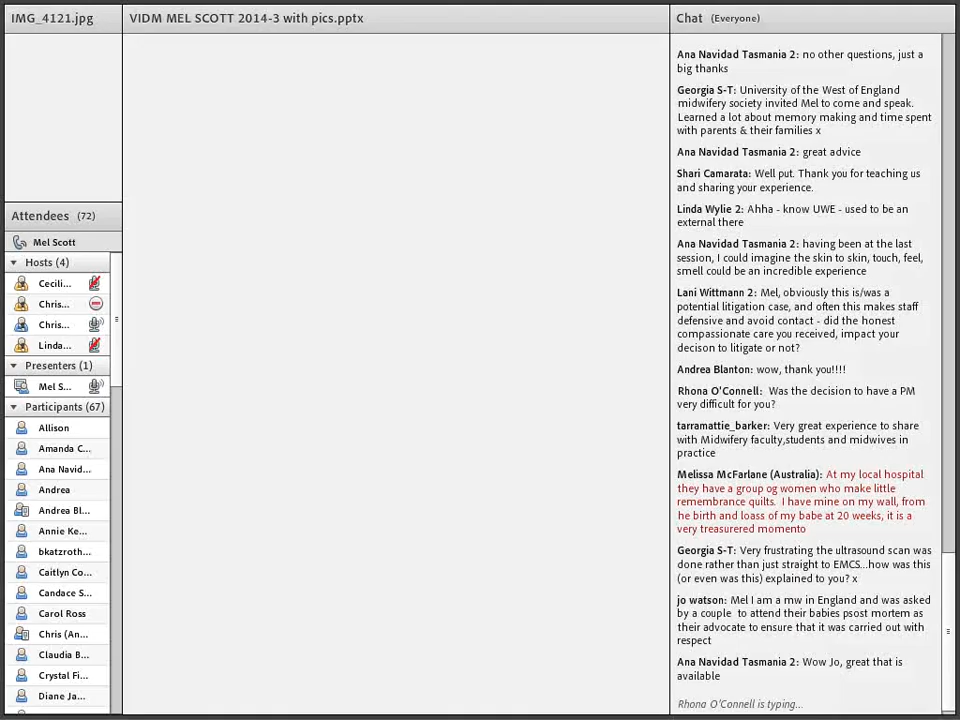 IMG_4121.jpg
VIDM MEL SCOTT 2014-3 with pics.pptx
Attendees (72)
Mel Scott
Hosts (4)
Cecili...
Chris...
Chris...
Linda...
Presenters (1)
Mel S...
Participants (67)
Allison
Amanda C...
Ana Navid...
Andrea
Andrea Bl...
Annie Ke...
bkatzroth...
Caitlyn Co...
Candace S...
Carol Ross
Chris (An...
Claudia B...
Crystal Fi...
Diane Ja...
Chat (Everyone)
Ana Navidad Tasmania 2: no other questions, just a
big thanks
Georgia S-T: University of the West of England
midwifery society invited Mel to come and speak.
Learned a lot about memory making and time spent
with parents & their families x
Ana Navidad Tasmania 2: great advice
Shari Camarata: Well put. Thank you for teaching us
and sharing your experience.
Linda Wylie 2: Ahha - know UWE - used to be an
external there
Ana Navidad Tasmania 2: having been at the last
session, I could imagine the skin to skin, touch, feel,
smell could be an incredible experience
Lani Wittmann 2: Mel, obviously this is/was a
potential litigation case, and often this makes staff
defensive and avoid contact - did the honest
compassionate care you received, impact your
decison to litigate or not?
Andrea Blanton: wow, thank you!!!!
Rhona O'Connell: Was the decision to have a PM
very difficult for you?
tarramattie_barker: Very great experience to share
with Midwifery faculty,students and midwives in
practice
Melissa McFarlane (Australia): At my local hospital
they have a group og women who make little
remembrance quilts. I have mine on my wall, from
he birth and loass of my babe at 20 weeks, it is a
very treasurered momento
Georgia S-T: Very frustrating the ultrasound scan was
done rather than just straight to EMCS...how was this
(or even was this) explained to you? x
jo watson: Mel I am a mw in England and was asked
by a couple to attend their babies psost mortem as
their advocate to ensure that it was carried out with
respect
Ana Navidad Tasmania 2: Wow Jo, great that is
available
Rhona O'Connell is typing...